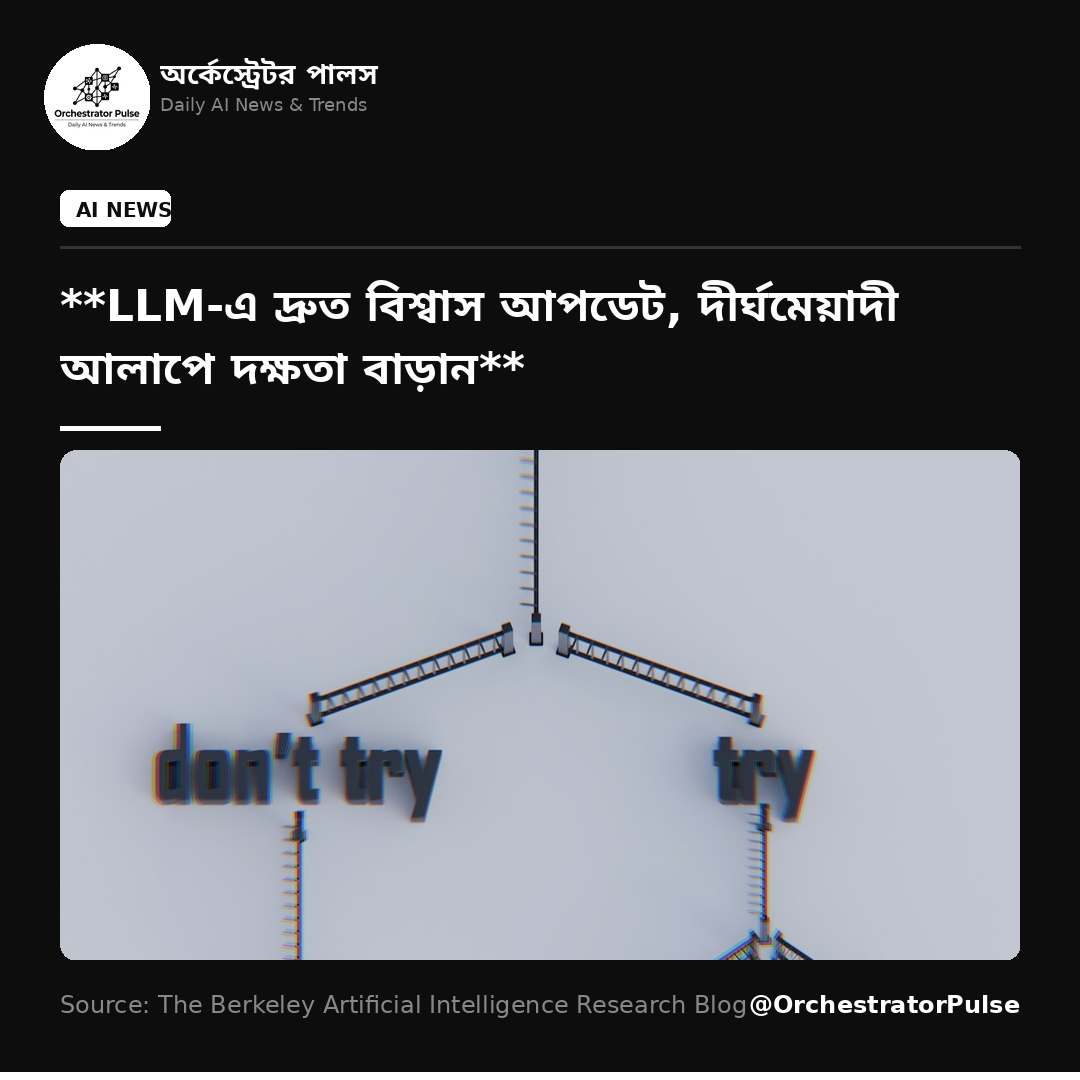 Orchestrator Pulse
Daily AI News & Trends
অর্কেস্ট্রেটর পালস
Daily AI News & Trends
AI NEWS
**LLM-এ দ্রুত বিশ্বাস আপডেট, দীর্ঘমেয়াদী
আলাপে দক্ষতা বাড়ান**
don't try
try
Source: The Berkeley Artificial Intelligence Research Blog
@OrchestratorPulse